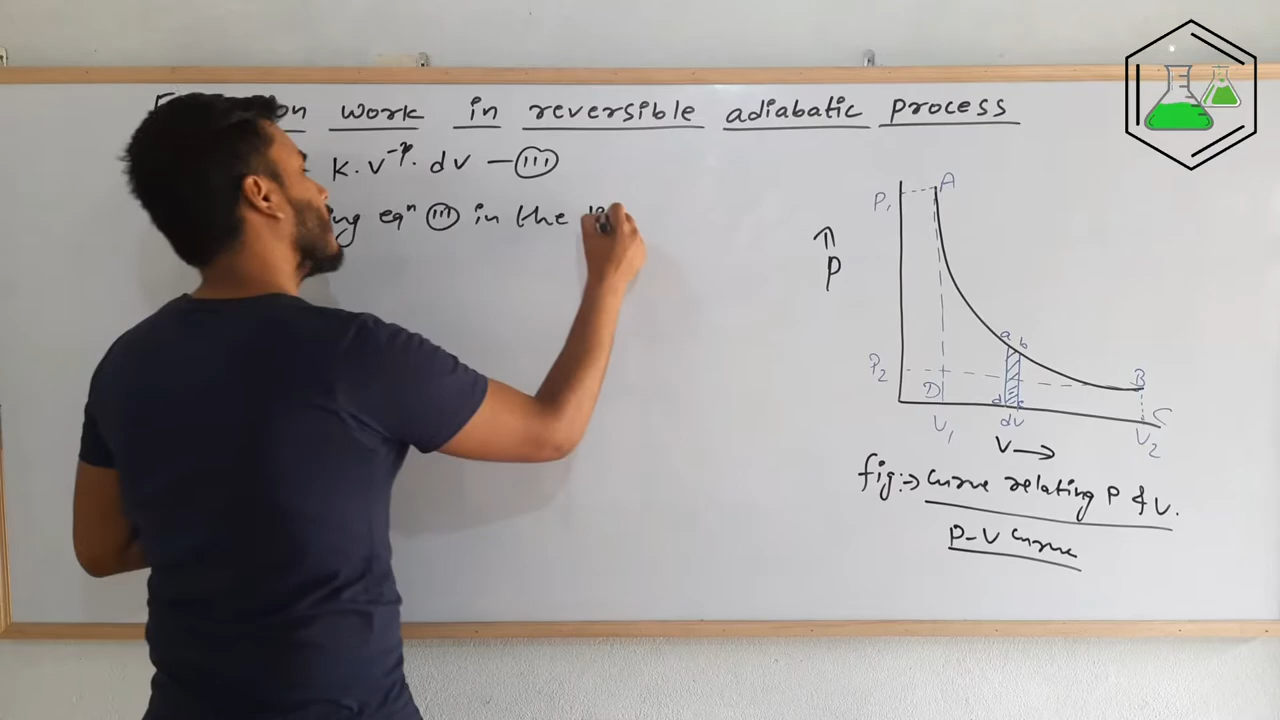 on work in reversible adiabatic process
K.V⁻ᵞ. dV — (III)
ing eqⁿ (III) in the
A
P₁
↑
P
a b
P₂
B
D
d c
C
V₁
dV
V₂
V →
fig:→ Curve relating P & V.
P-V Curve